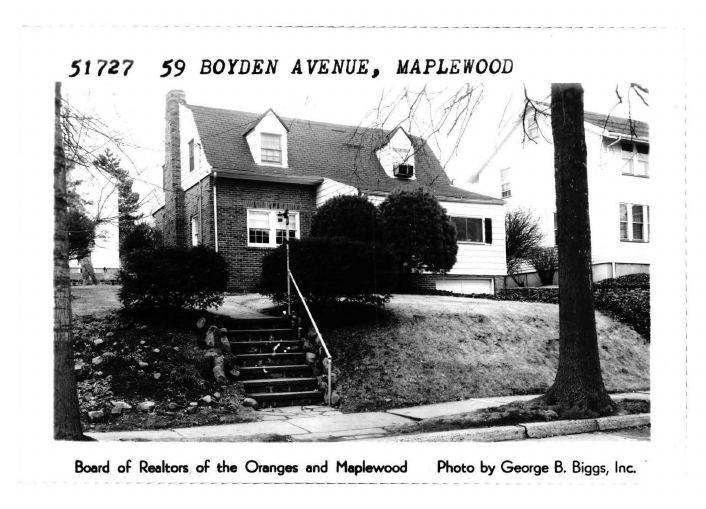 51727 59 BOYDEN AVENUE, MAPLEWOOD
Board of Realtors of the Oranges and Maplewood Photo by George B. Biggs, Inc.